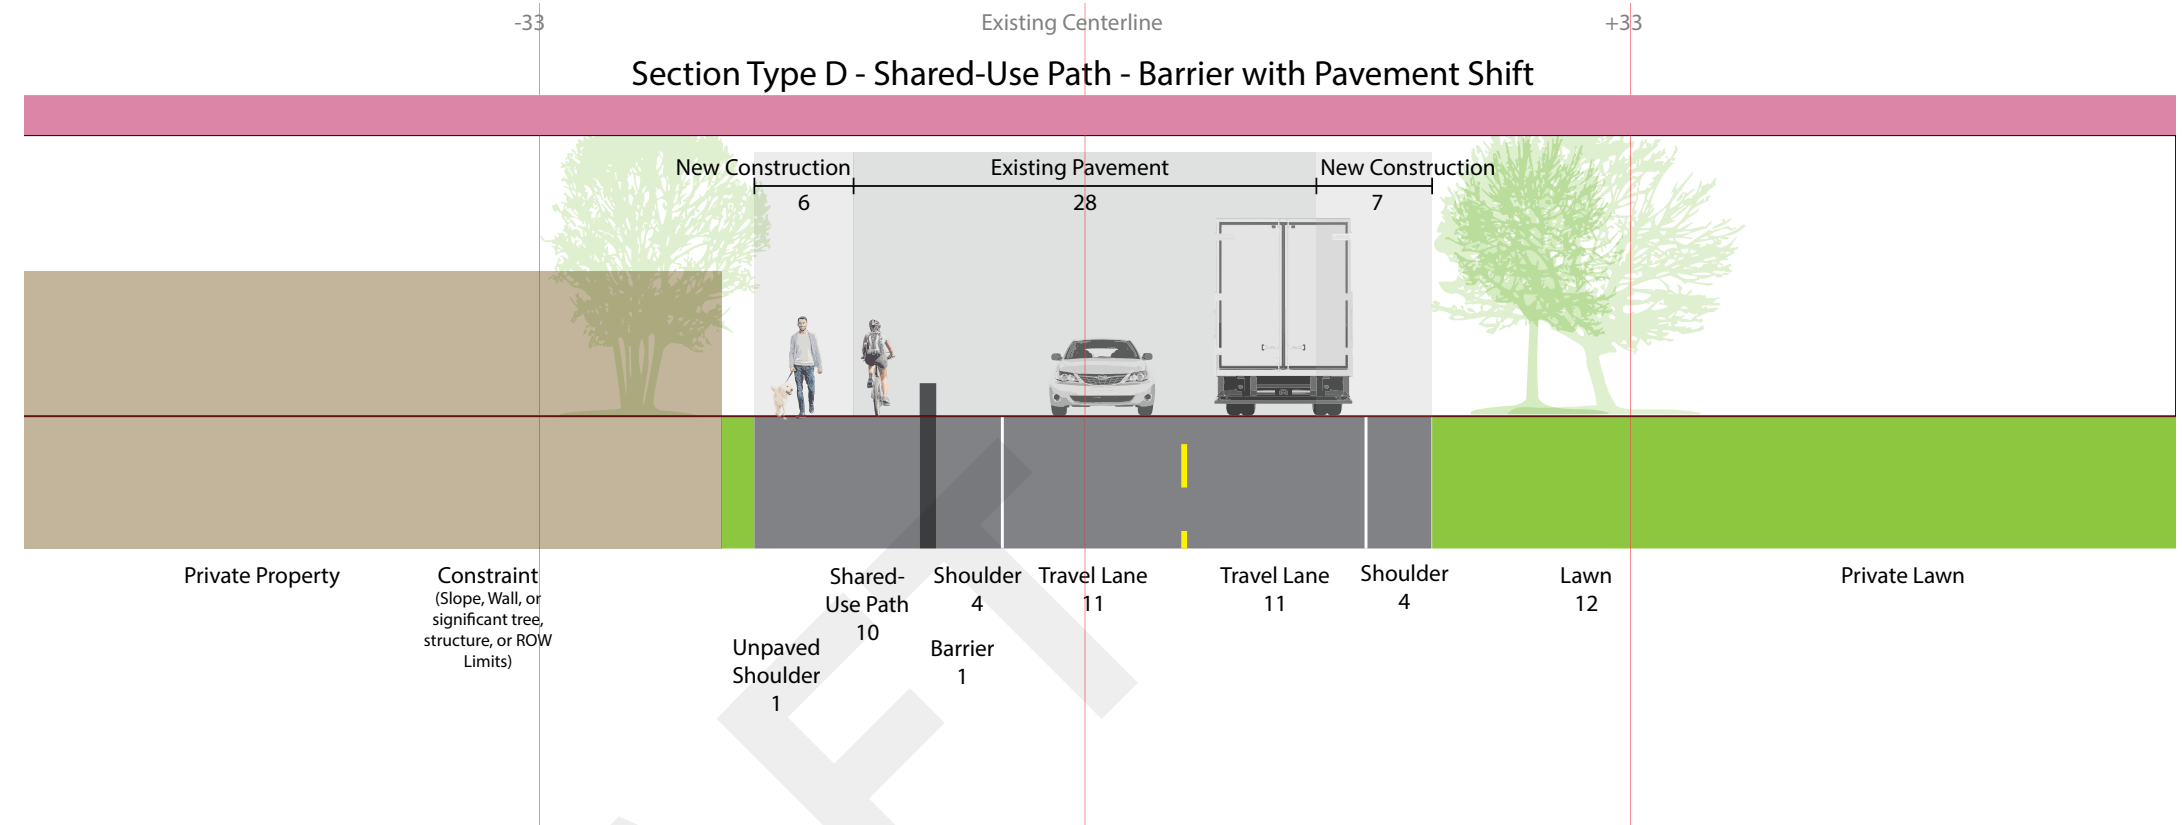 -33 Existing Centerline +33
Section Type D - Shared-Use Path - Barrier with Pavement Shift
New Construction Existing Pavement New Construction
6 28 7
Private Property
Constraint
(Slope, Wall, or
significant tree,
structure, or ROW
Limits)
Unpaved
Shoulder
1
Shared-
Use Path
10
Barrier
1
Shoulder
4
Travel Lane
11
Travel Lane
11
Shoulder
4
Lawn
12
Private Lawn